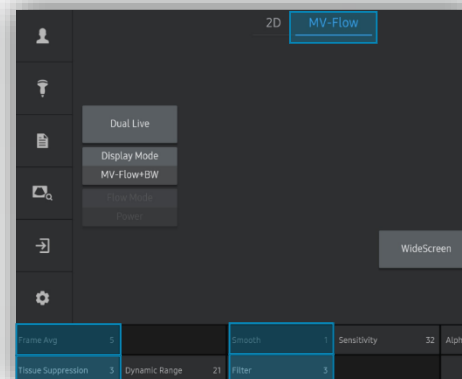 2D MV-Flow
Dual Live
Display Mode
MV-Flow+BW
Flow Mode
Power
WideScreen
Frame Avg 5 Smooth 1 Sensitivity 32 Alph
Tissue Suppression 3 Dynamic Range 21 Filter 3